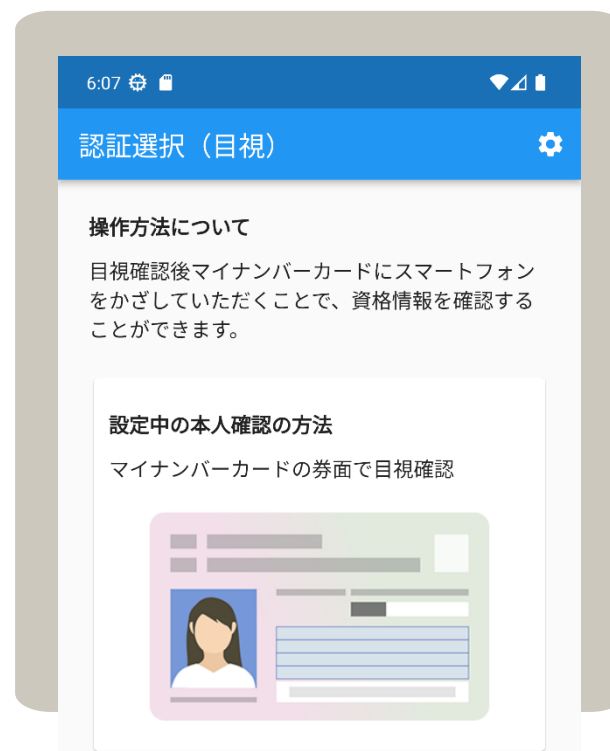 6:07
認証選択（目視）
操作方法について
目視確認後マイナンバーカードにスマートフォン
をかざしていただくことで、資格情報を確認する
ことができます。
設定中の本人確認の方法
マイナンバーカードの券面で目視確認